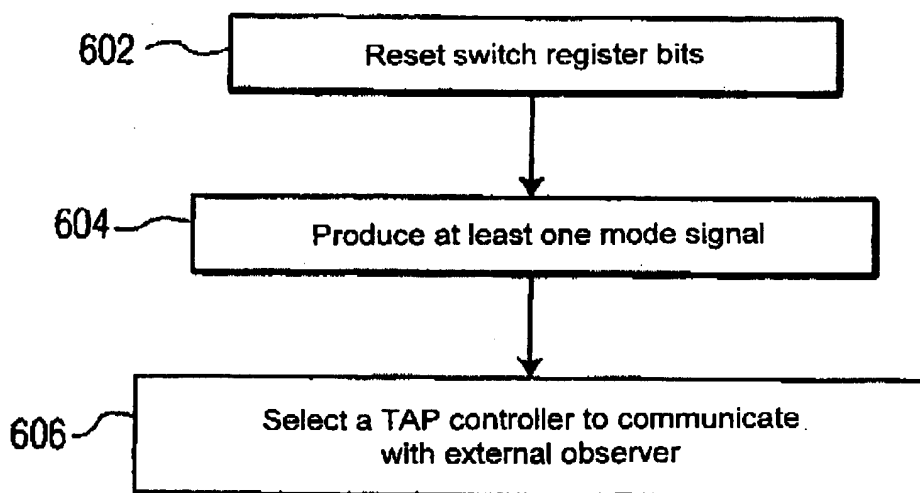 602
Reset switch register bits
604
Produce at least one mode signal
606
Select a TAP controller to communicate
with external observer